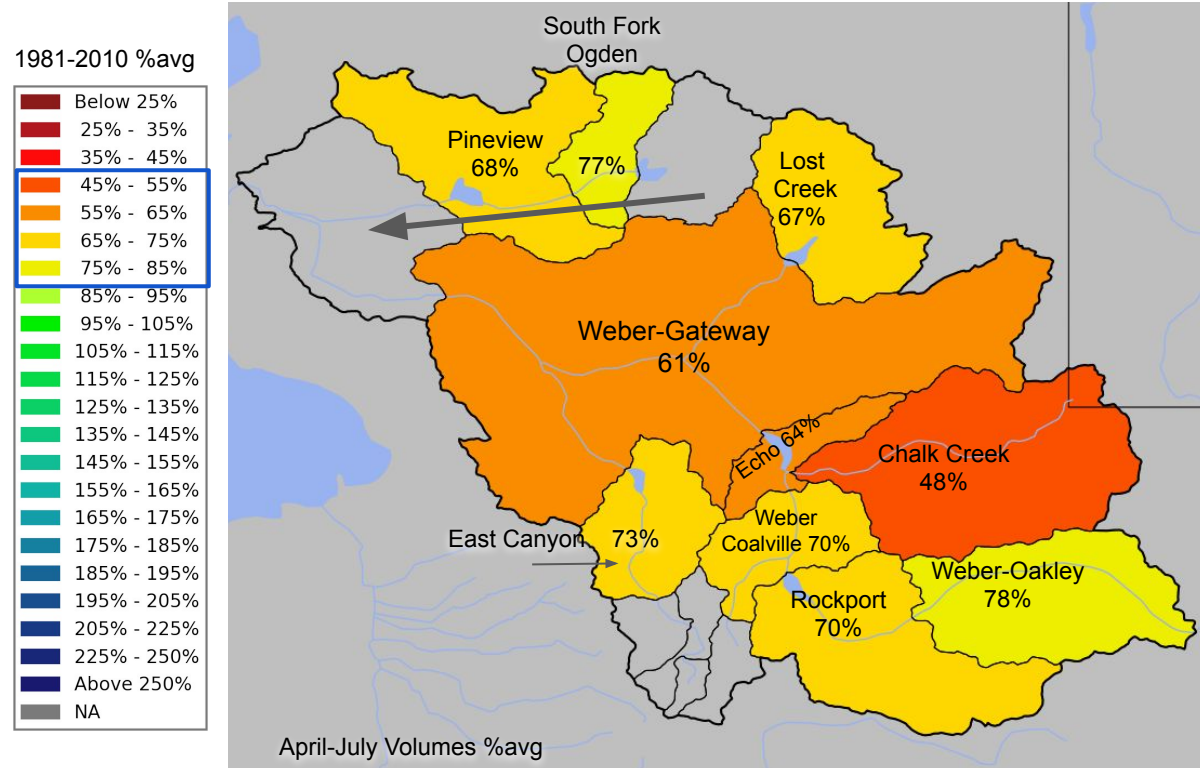 1981-2010 %avg
Below 25%
25% - 35%
35% - 45%
45% - 55%
55% - 65%
65% - 75%
75% - 85%
85% - 95%
95% - 105%
105% - 115%
115% - 125%
125% - 135%
135% - 145%
145% - 155%
155% - 165%
165% - 175%
175% - 185%
185% - 195%
195% - 205%
205% - 225%
225% - 250%
Above 250%
NA
South Fork
Ogden
Pineview
68%
77%
Lost
Creek
67%
Weber-Gateway
61%
Echo 64%
Chalk Creek
48%
East Canyon
73%
Weber
Coalville 70%
Weber-Oakley
78%
Rockport
70%
April-July Volumes %avg